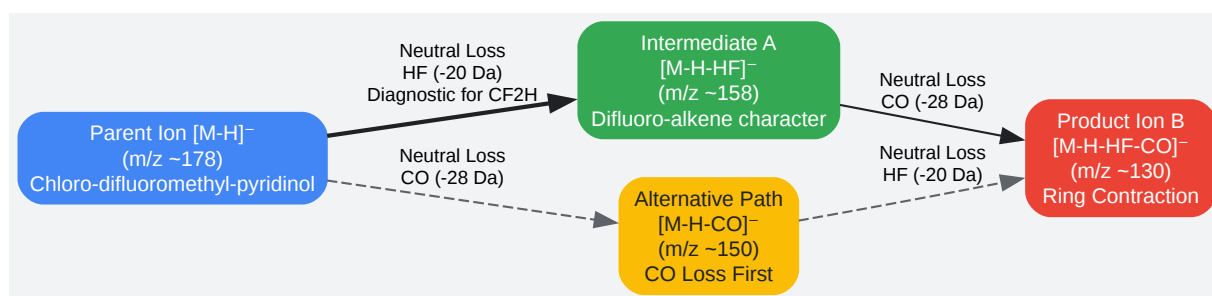 Parent Ion [M-H]⁻
(m/z ~178)
Chloro-difluoromethyl-pyridinol
Neutral Loss
HF (-20 Da)
Diagnostic for CF2H
Neutral Loss
CO (-28 Da)
Intermediate A
[M-H-HF]⁻
(m/z ~158)
Difluoro-alkene character
Alternative Path
[M-H-CO]⁻
(m/z ~150)
CO Loss First
Neutral Loss
CO (-28 Da)
Neutral Loss
HF (-20 Da)
Product Ion B
[M-H-HF-CO]⁻
(m/z ~130)
Ring Contraction